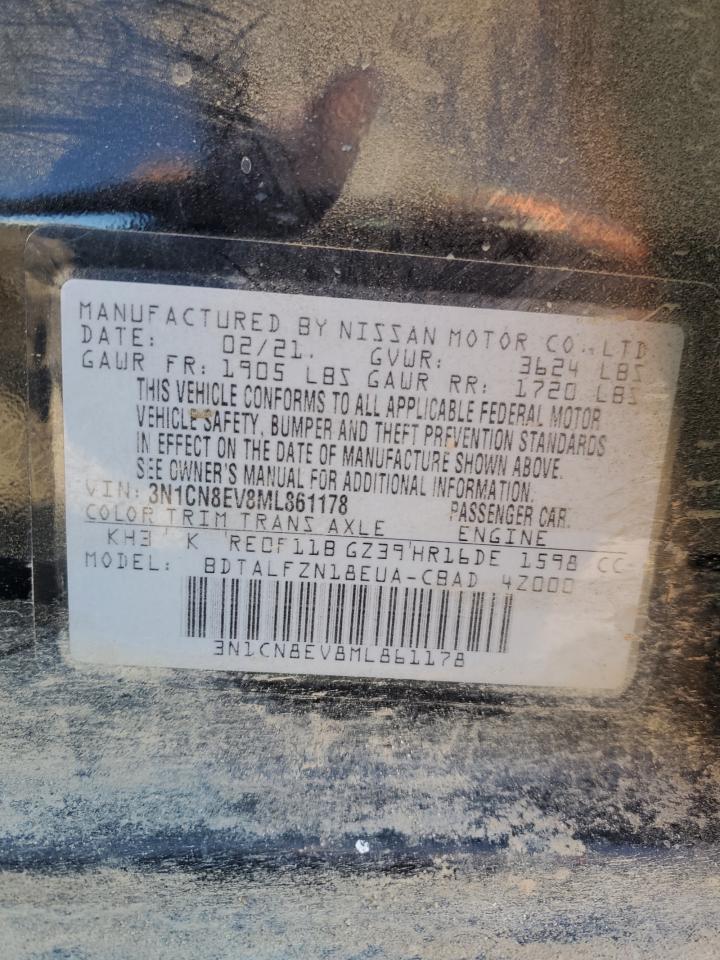 MANUFACTURED BY NISSAN MOTOR CO., LTD
DATE: 02/21. GVWR: 3624 LBS
GAWR FR: 1905 LBS GAWR RR: 1720 LBS
THIS VEHICLE CONFORMS TO ALL APPLICABLE FEDERAL MOTOR
VEHICLE SAFETY, BUMPER AND THEFT PREVENTION STANDARDS
IN EFFECT ON THE DATE OF MANUFACTURE SHOWN ABOVE.
SEE OWNER'S MANUAL FOR ADDITIONAL INFORMATION.
VIN: 3N1CN8EV8ML861178 PASSENGER CAR.
COLOR TRIM TRANS AXLE ENGINE
KH3 K RE0F11B GZ39 HR16DE 1598 CC
MODEL: BDTALFZN18EUA-C8AD 4Z000
3N1CN8EV8ML861178